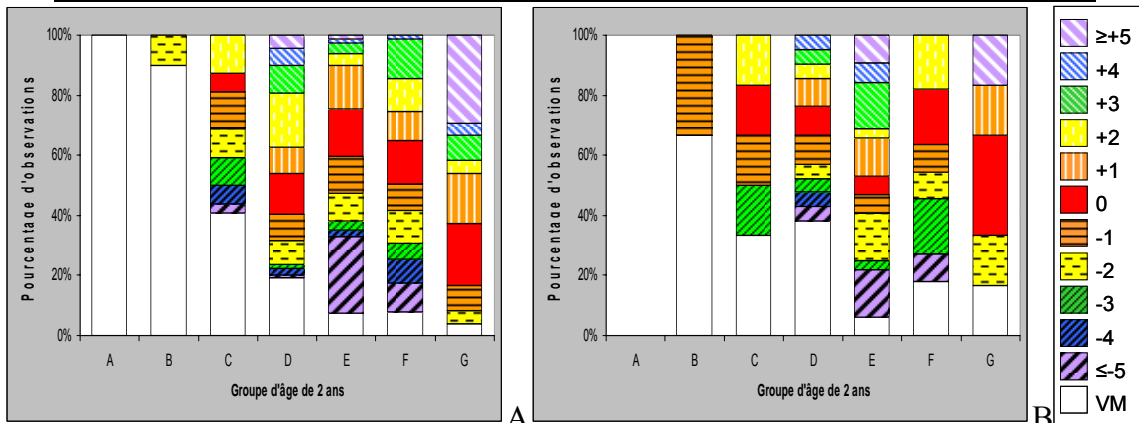 100%
80%
60%
40%
20%
0%
Pourcentage d'observations
A B C D E F G
Groupe d'âge de 2 ans
A
100%
80%
60%
40%
20%
0%
Pourcentage d'observations
A B C D E F G
Groupe d'âge de 2 ans
B
≥+5
+4
+3
+2
+1
0
-1
-2
-3
-4
≤-5
VM